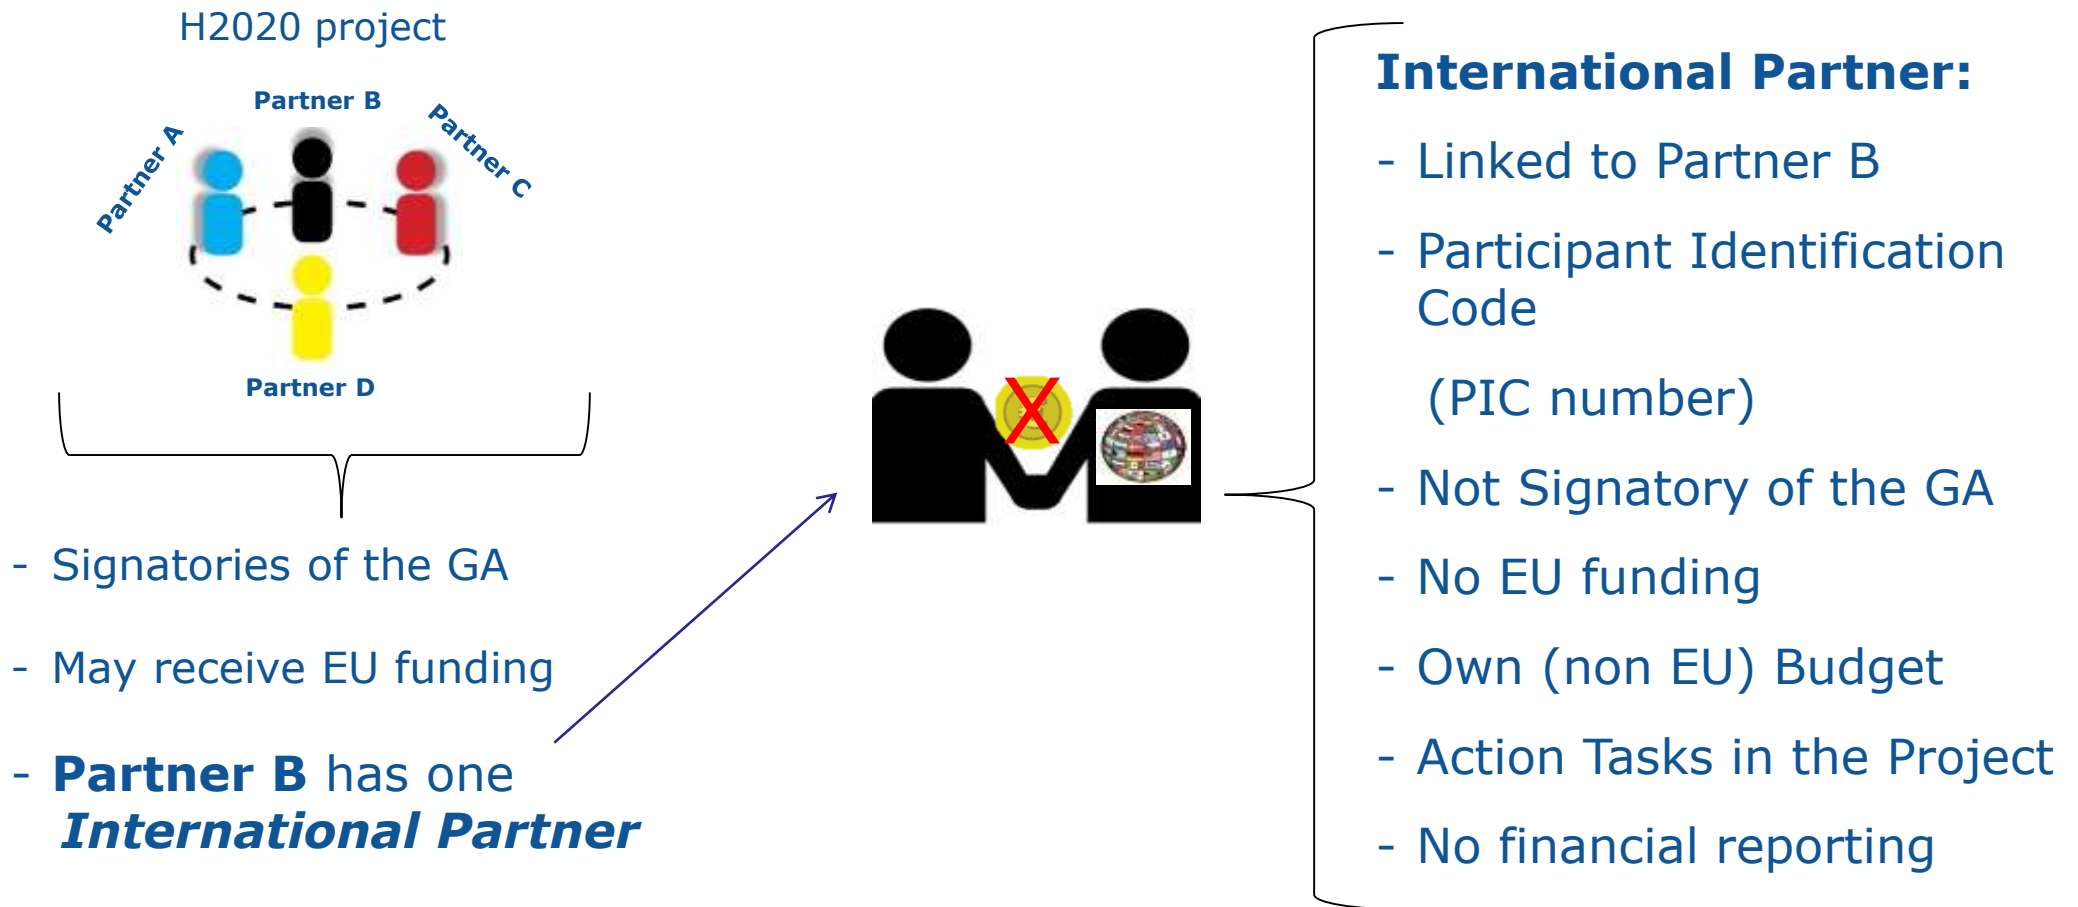 H2020 project
Partner A
Partner B
Partner C
Partner D
- Signatories of the GA
- May receive EU funding
- Partner B has one
International Partner
X
International Partner:
- Linked to Partner B
- Participant Identification
Code
(PIC number)
- Not Signatory of the GA
- No EU funding
- Own (non EU) Budget
- Action Tasks in the Project
- No financial reporting